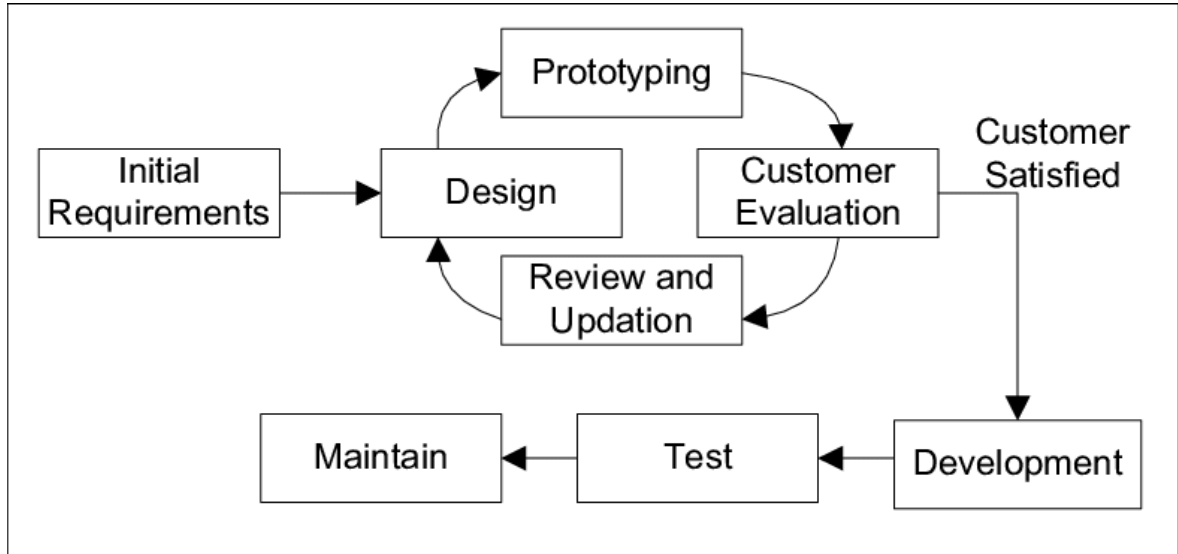 Prototyping
Customer
Satisfied
Initial
Requirements
Design
Customer
Evaluation
Review and
Updation
Maintain
Test
Development